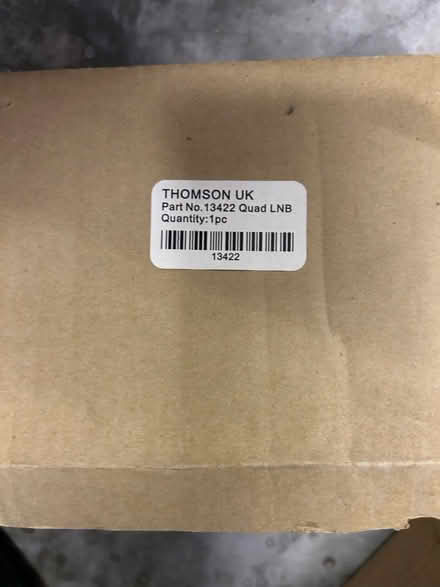 THOMSON UK
Part No.13422 Quad LNB
Quantity:1pc
13422